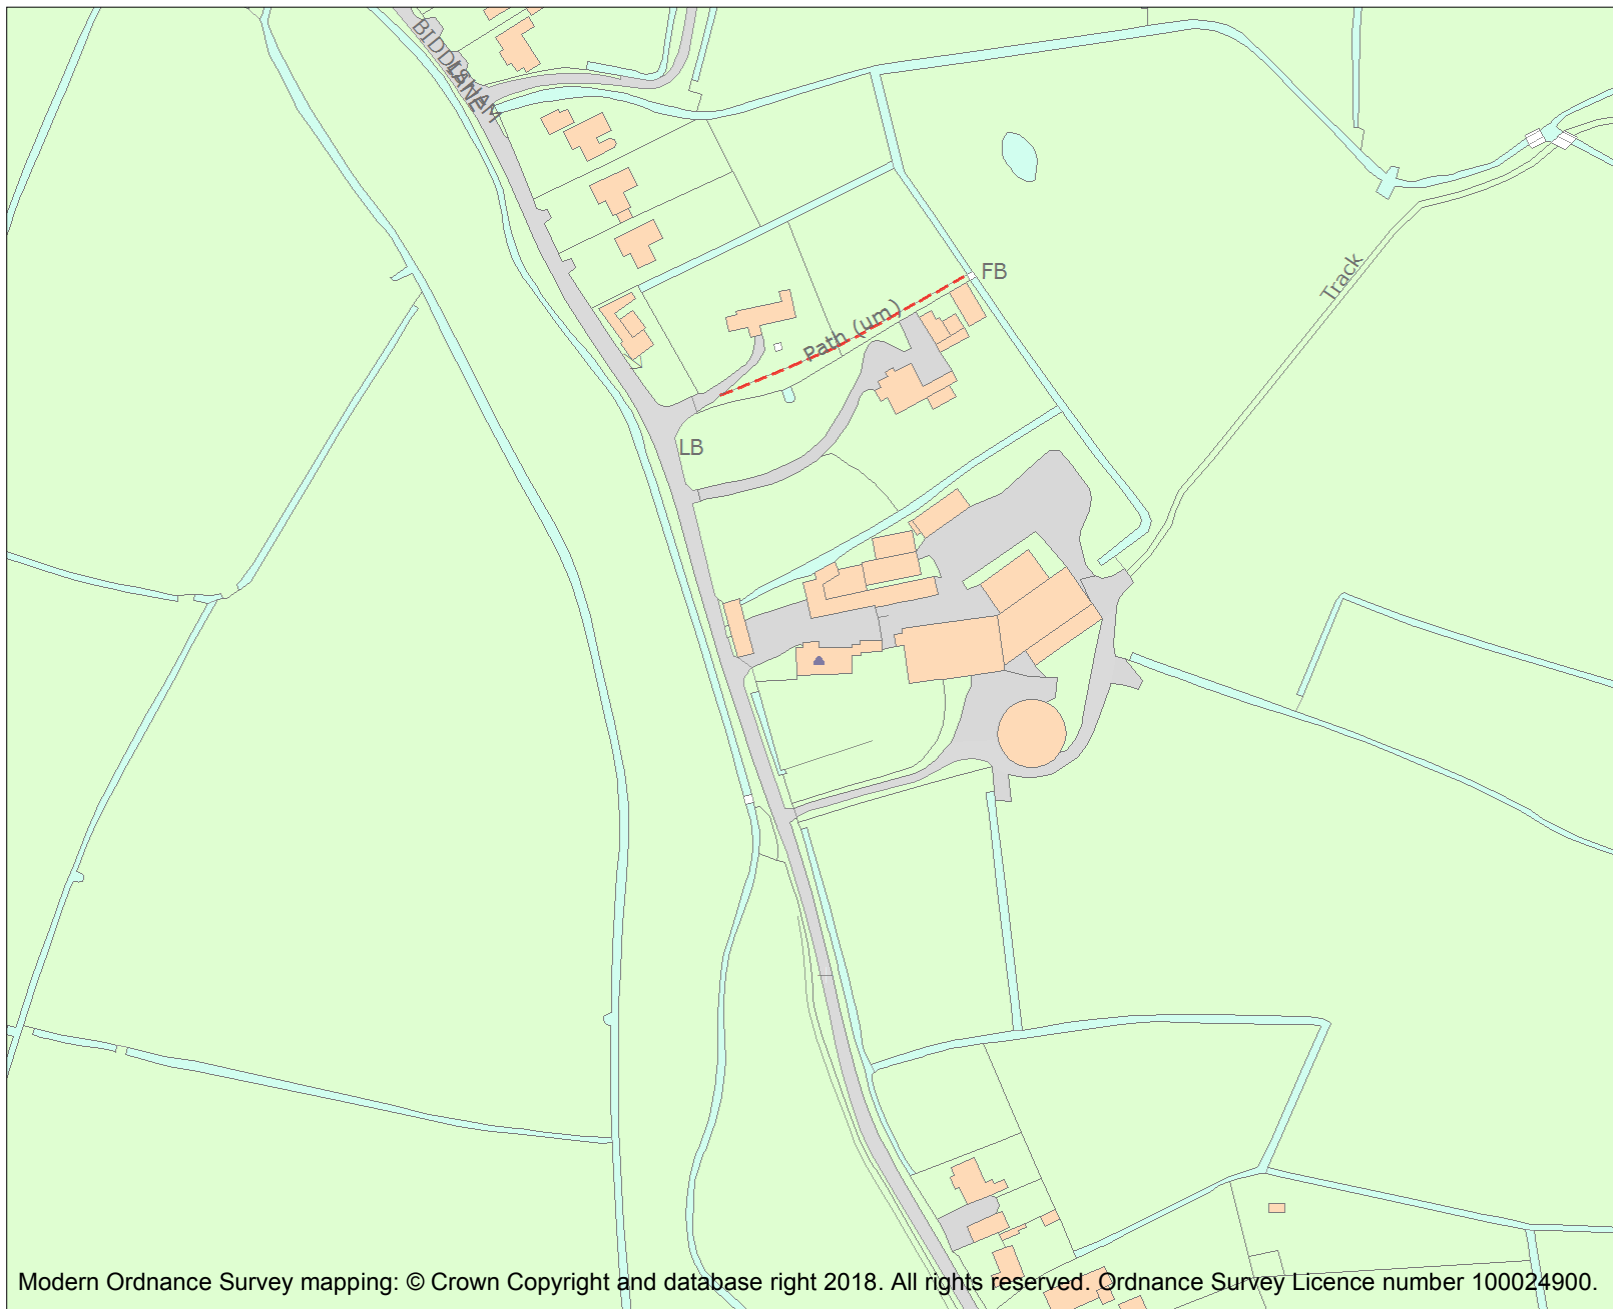 BIDDISHAM
LANE
Track
FB
Path (um)
LB
Modern Ordnance Survey mapping: © Crown Copyright and database right 2018. All rights reserved. Ordnance Survey Licence number 100024900.